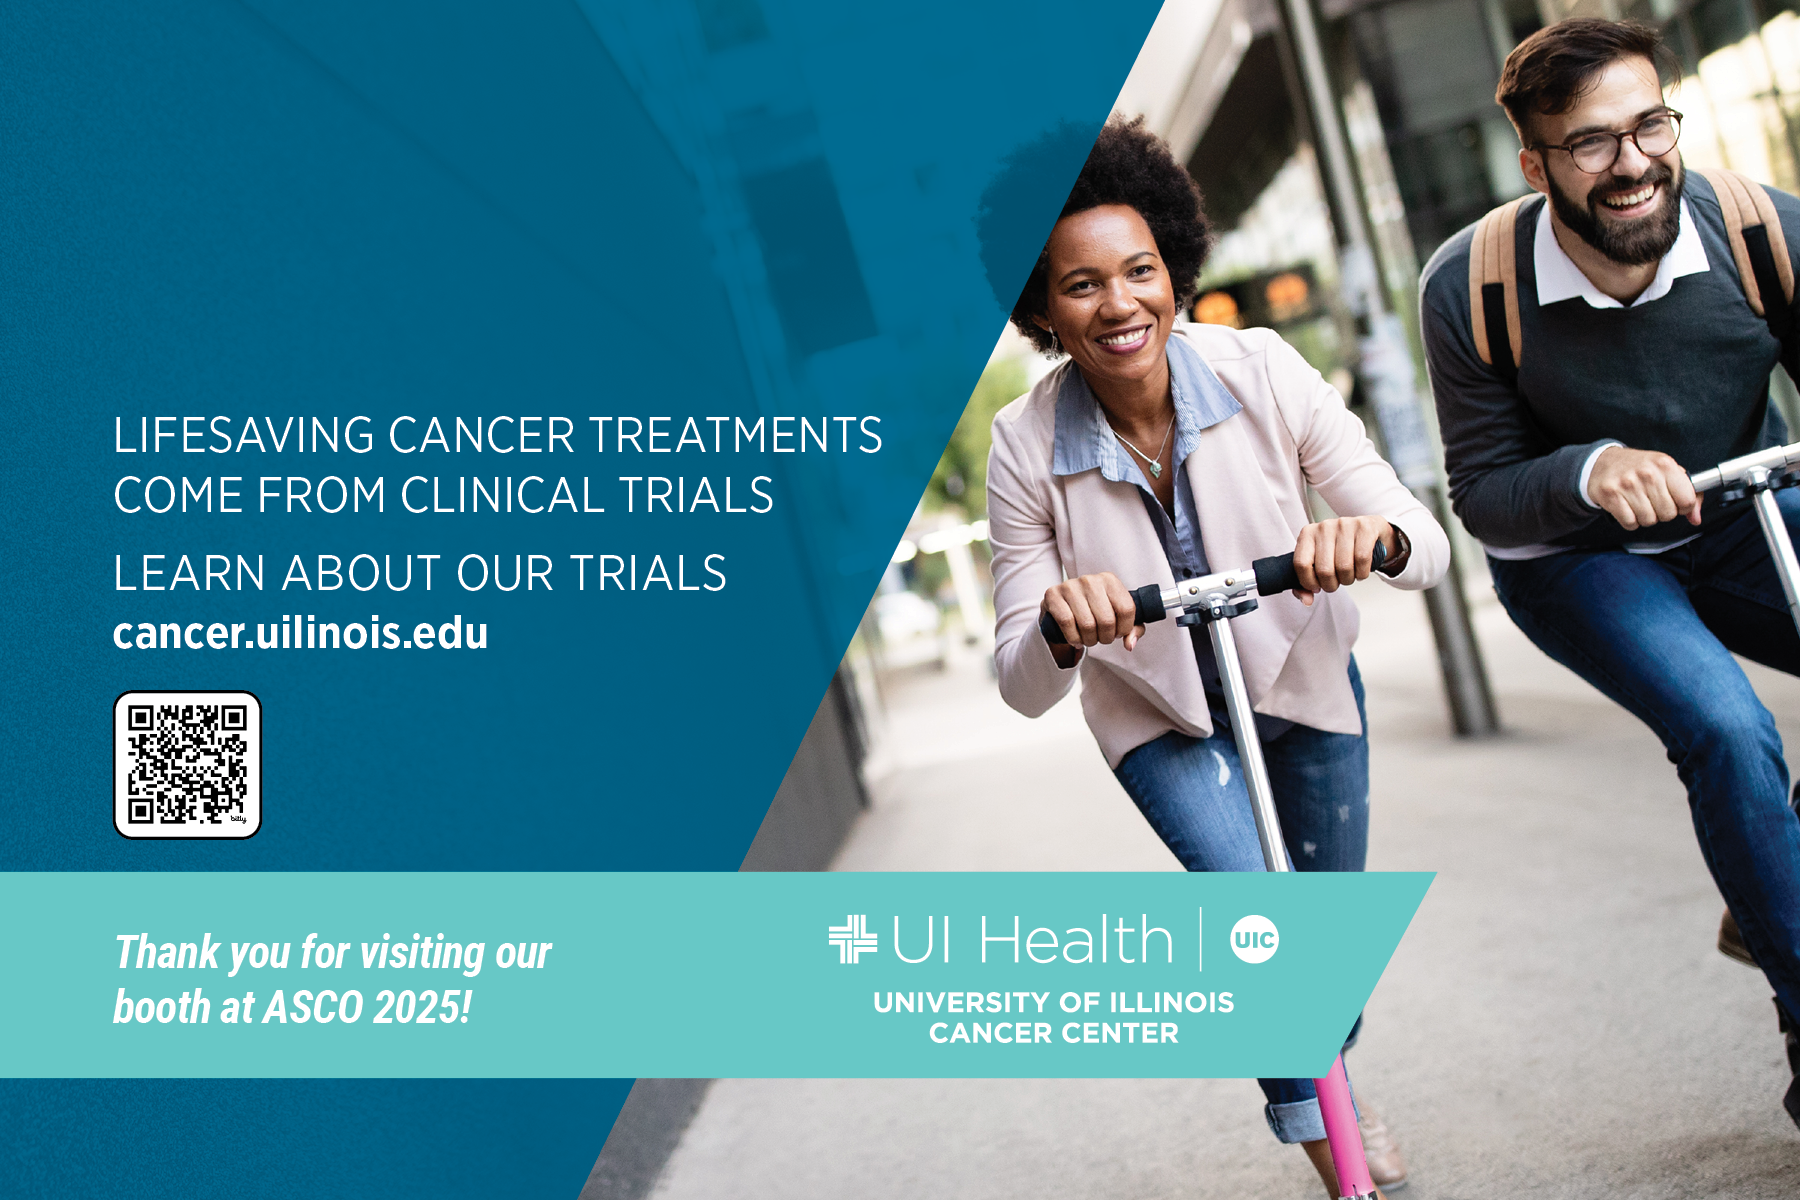 LIFESAVING CANCER TREATMENTS
COME FROM CLINICAL TRIALS
LEARN ABOUT OUR TRIALS
cancer.uilinois.edu
bitly
Thank you for visiting our
booth at ASCO 2025!
UI Health
UIC
UNIVERSITY OF ILLINOIS
CANCER CENTER